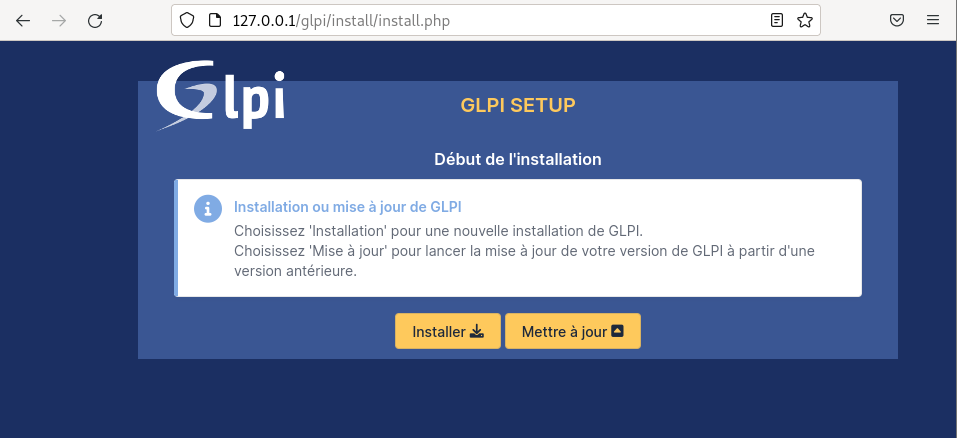 127.0.0.1/glpi/install/install.php
Glpi
GLPI SETUP
Début de l'installation
Installation ou mise à jour de GLPI
Choisissez 'Installation' pour une nouvelle installation de GLPI.
Choisissez 'Mise à jour' pour lancer la mise à jour de votre version de GLPI à partir d'une
version antérieure.
Installer
Mettre à jour